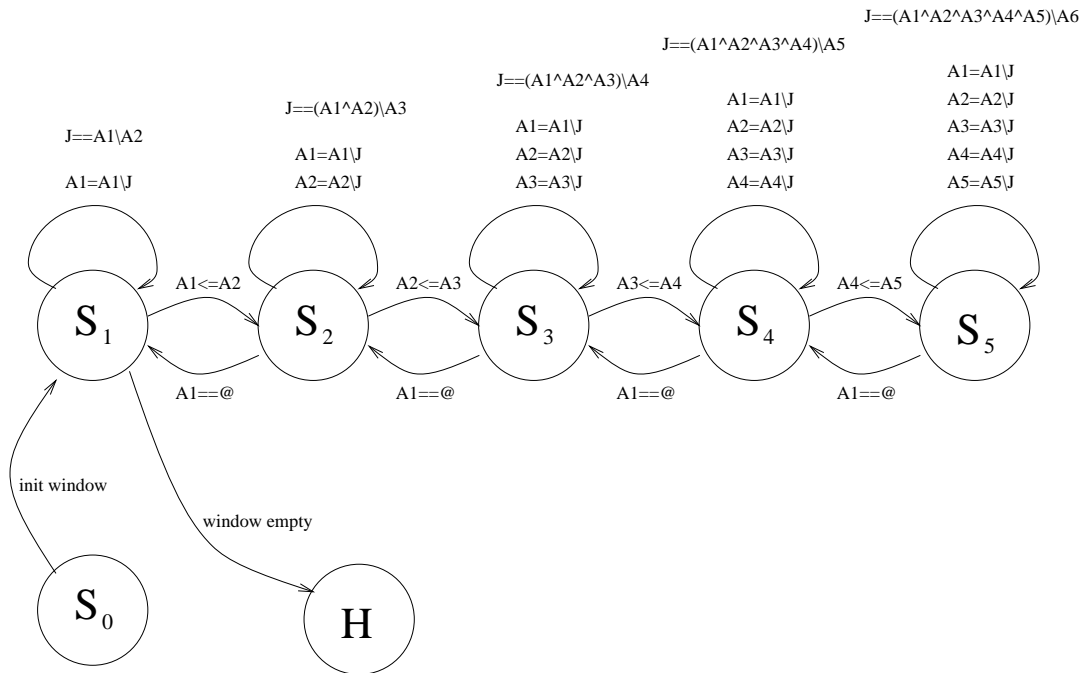 J==(A1^A2^A3^A4^A5)\A6
J==(A1^A2^A3^A4)\A5
J==(A1^A2^A3)\A4
J==(A1^A2)\A3
J==A1\A2
A1=A1\J
A1=A1\J
A2=A2\J
A1=A1\J
A2=A2\J
A3=A3\J
A1=A1\J
A2=A2\J
A3=A3\J
A4=A4\J
A1=A1\J
A2=A2\J
A3=A3\J
A4=A4\J
A5=A5\J
A1<=A2
A2<=A3
A3<=A4
A4<=A5
S1
S2
S3
S4
S5
A1==@
A1==@
A1==@
A1==@
init window
window empty
S0
H